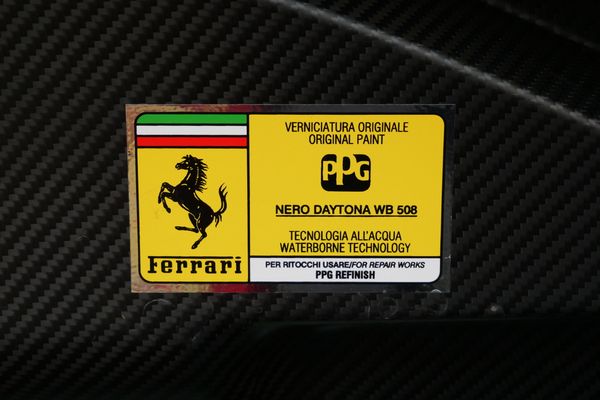 VERNICIATURA ORIGINALE
ORIGINAL PAINT
PPG
NERO DAYTONA WB 508
TECNOLOGIA ALL'ACQUA
WATERBORNE TECHNOLOGY
Ferrari
PER RITOCCHI USARE/FOR REPAIR WORKS
PPG REFINISH